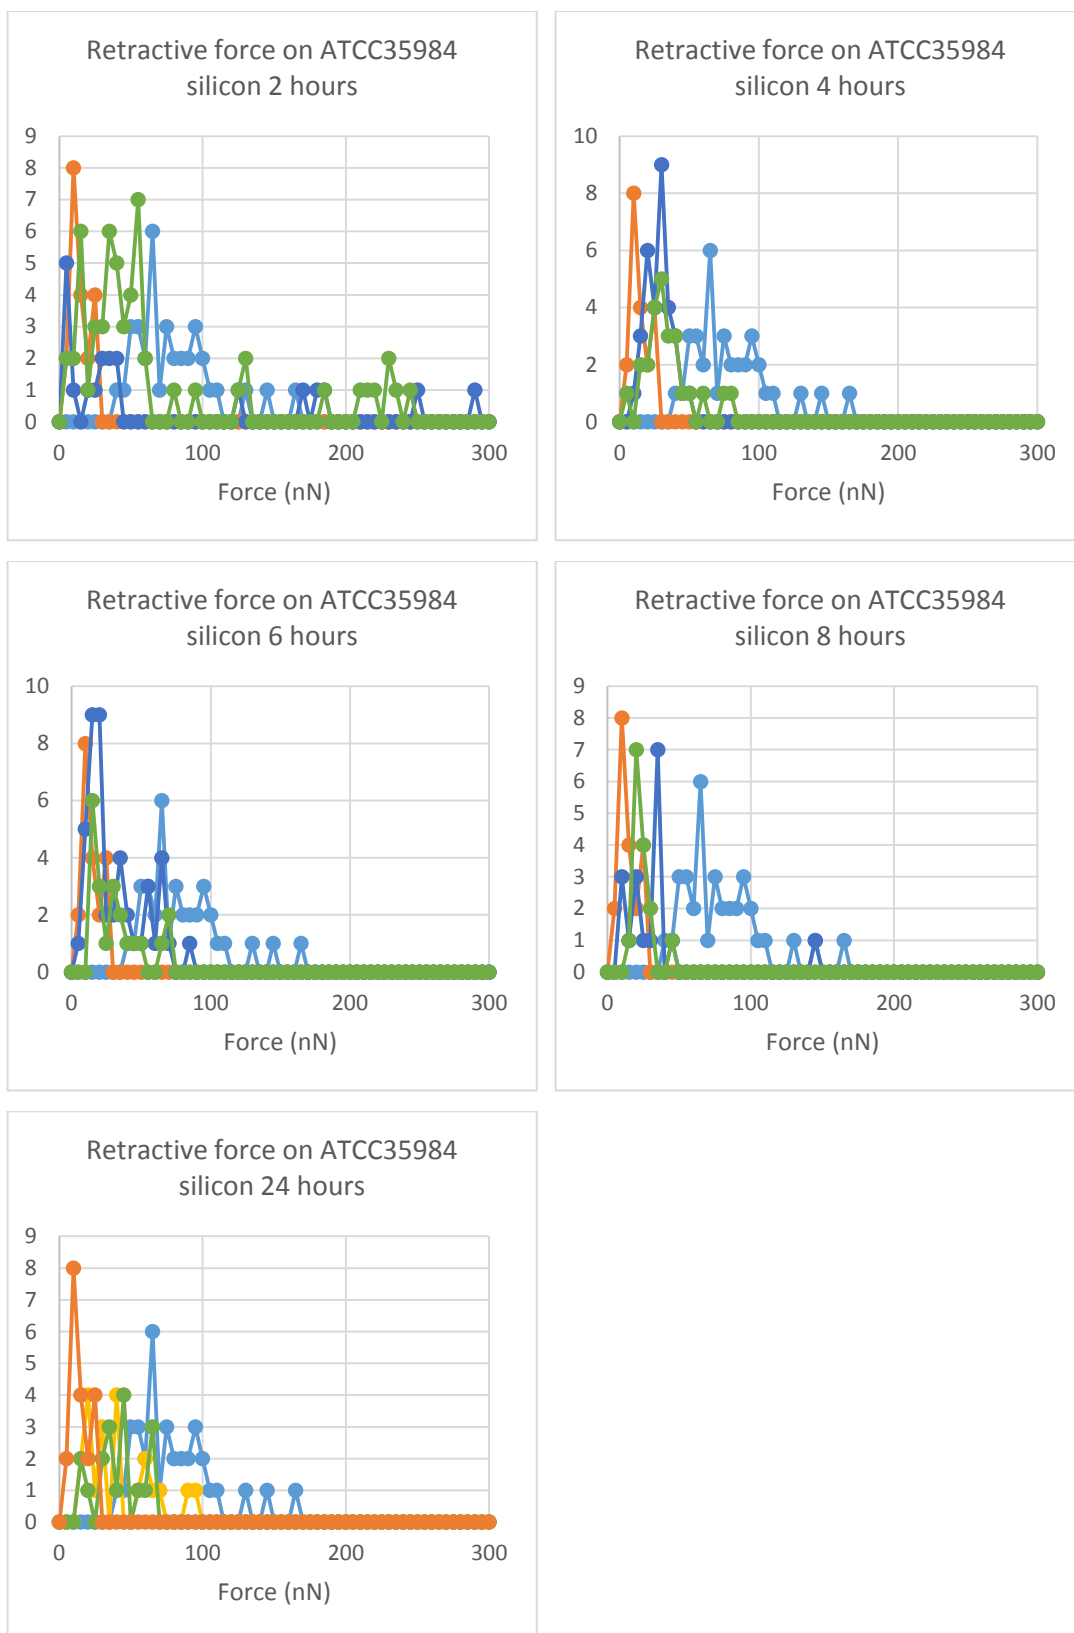 Retractive force on ATCC35984
silicon 2 hours
9
8
7
6
5
4
3
2
1
0
0 100 200 300
Force (nN)
Retractive force on ATCC35984
silicon 4 hours
10
8
6
4
2
0
0 100 200 300
Force (nN)
Retractive force on ATCC35984
silicon 6 hours
10
8
6
4
2
0
0 100 200 300
Force (nN)
Retractive force on ATCC35984
silicon 8 hours
9
8
7
6
5
4
3
2
1
0
0 100 200 300
Force (nN)
Retractive force on ATCC35984
silicon 24 hours
9
8
7
6
5
4
3
2
1
0
0 100 200 300
Force (nN)